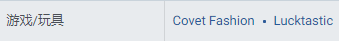 游戏/玩具 Covet Fashion • Lucktastic